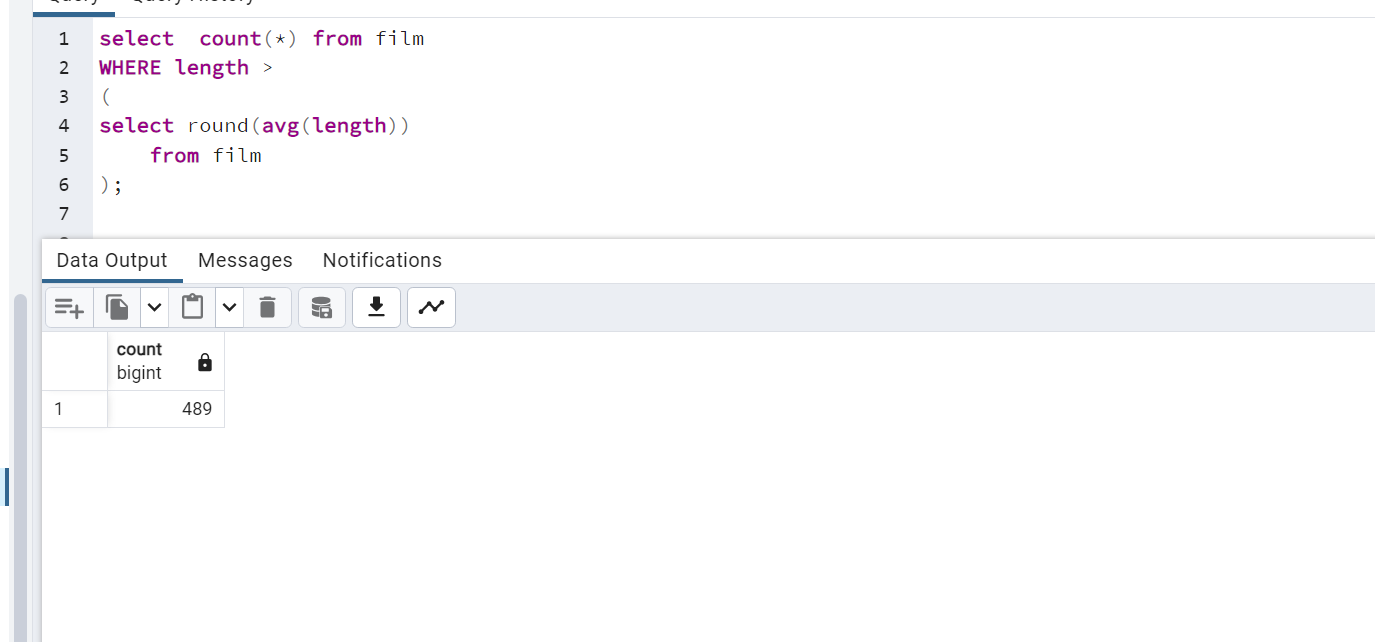 Query Query History
1 select  count(*) from film
2 WHERE length >
3 (
4 select round(avg(length))
5     from film
6 );
7
Data Output Messages Notifications
count
bigint
1 489